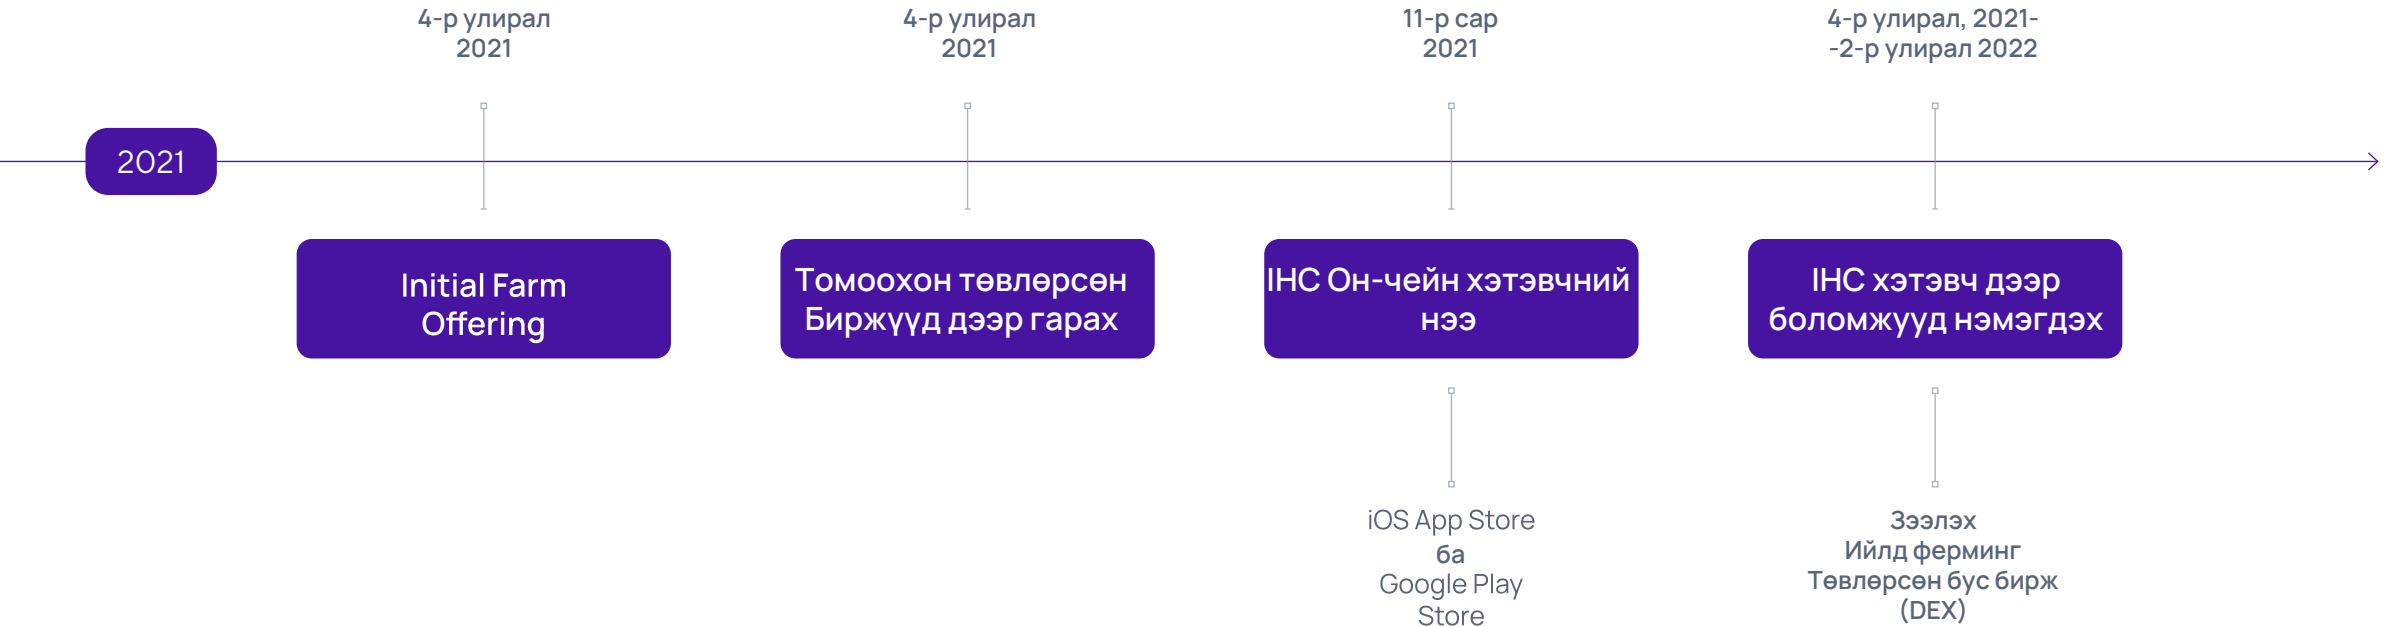 4-р улирал
2021
4-р улирал
2021
11-р сар
2021
4-р улирал, 2021-
-2-р улирал 2022
2021
Initial Farm
Offering
Томоохон төвлөрсөн
Биржүүд дээр гарах
IHC Он-чейн хэтэвчний
нээ
IHC хэтэвч дээр
боломжууд нэмэгдэх
iOS App Store
ба
Google Play
Store
Зээлэх
Ийлд ферминг
Төвлөрсөн бус бирж
(DEX)